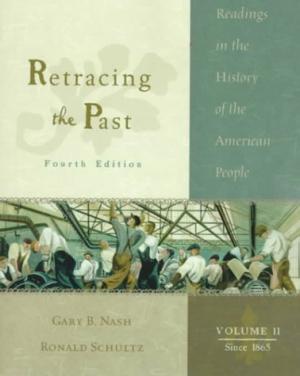 Readings
in the
History
of the
American
People
Retracing
the Past
Fourth Edition
GARY B. NASH
RONALD SCHULTZ
VOLUME II
Since 1865